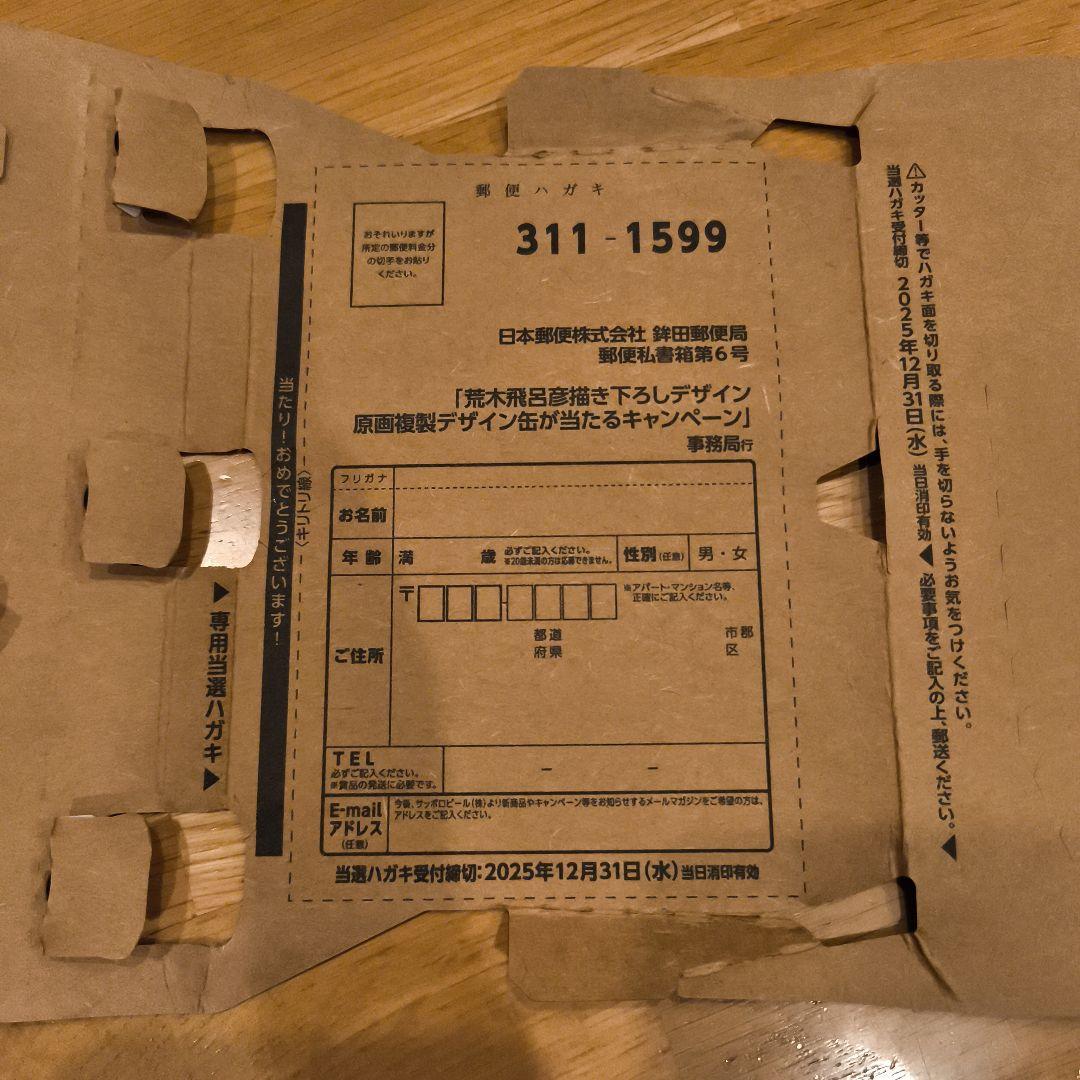 郵便ハガキ
おそれいりますが
所定の郵便料金分
の切手をお貼り
ください。
311-1599
日本郵便株式会社 鉾田郵便局
郵便私書箱第6号
「荒木飛呂彦描き下ろしデザイン
原画複製デザイン缶が当たるキャンペーン」
事務局行
フリガナ
お名前
年齢 満 歳 必ずご記入ください。
※20歳未満の方は応募できません。
性別(任意) 男・女
ご住所
〒
※アパート・マンション名等、
正確にご記入ください。
都道
府県
市郡
区
TEL
必ずご記入ください。
※賞品の発送に必要です。
– –
E-mail
アドレス
(任意)
今後、サッポロビール(株)より新商品やキャンペーン等をお知らせするメールマガジンをご希望の方は、
アドレスをご記入ください。
当選ハガキ受付締切:2025年12月31日(水)当日消印有効
〈キリトリ線〉
当たり!おめでとうございます!
▶専用当選ハガキ▶
⚠カッター等でハガキ面を切り取る際には、手を切らないようお気をつけください。
当選ハガキ受付締切 2025年12月31日(水)当日消印有効◀必要事項をご記入の上、郵送ください。◀